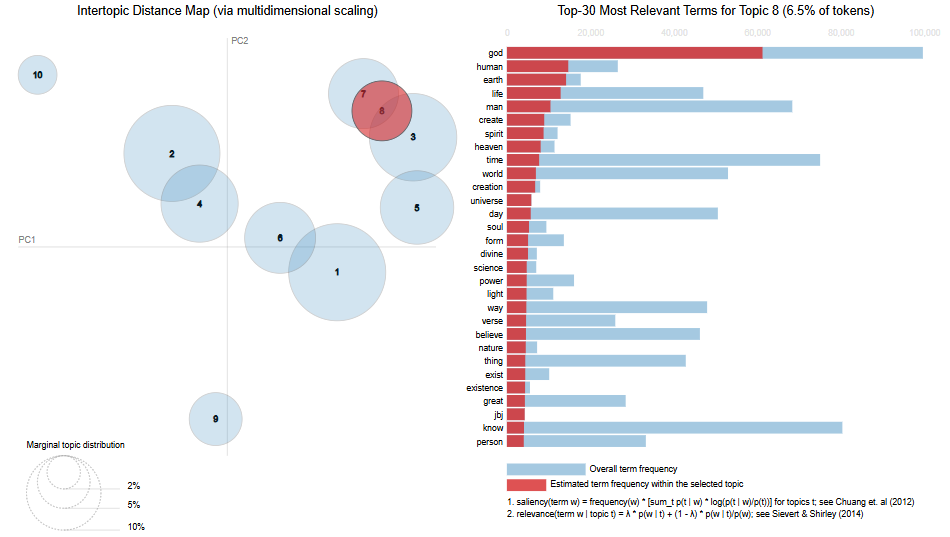 Intertopic Distance Map (via multidimensional scaling)
PC2
PC1
10
7
8
3
2
4
5
6
1
9
Marginal topic distribution
2%
5%
10%
Top-30 Most Relevant Terms for Topic 8 (6.5% of tokens)
0 20,000 40,000 60,000 80,000 100,000
god
human
earth
life
man
create
spirit
heaven
time
world
creation
universe
day
soul
form
divine
science
power
light
way
verse
believe
nature
thing
exist
existence
great
jbj
know
person
Overall term frequency
Estimated term frequency within the selected topic
1. saliency(term w) = frequency(w) * [sum_t p(t | w) * log(p(t | w)/p(t))] for topics t; see Chuang et. al (2012)
2. relevance(term w | topic t) = λ * p(w | t) + (1 - λ) * p(w | t)/p(w); see Sievert & Shirley (2014)